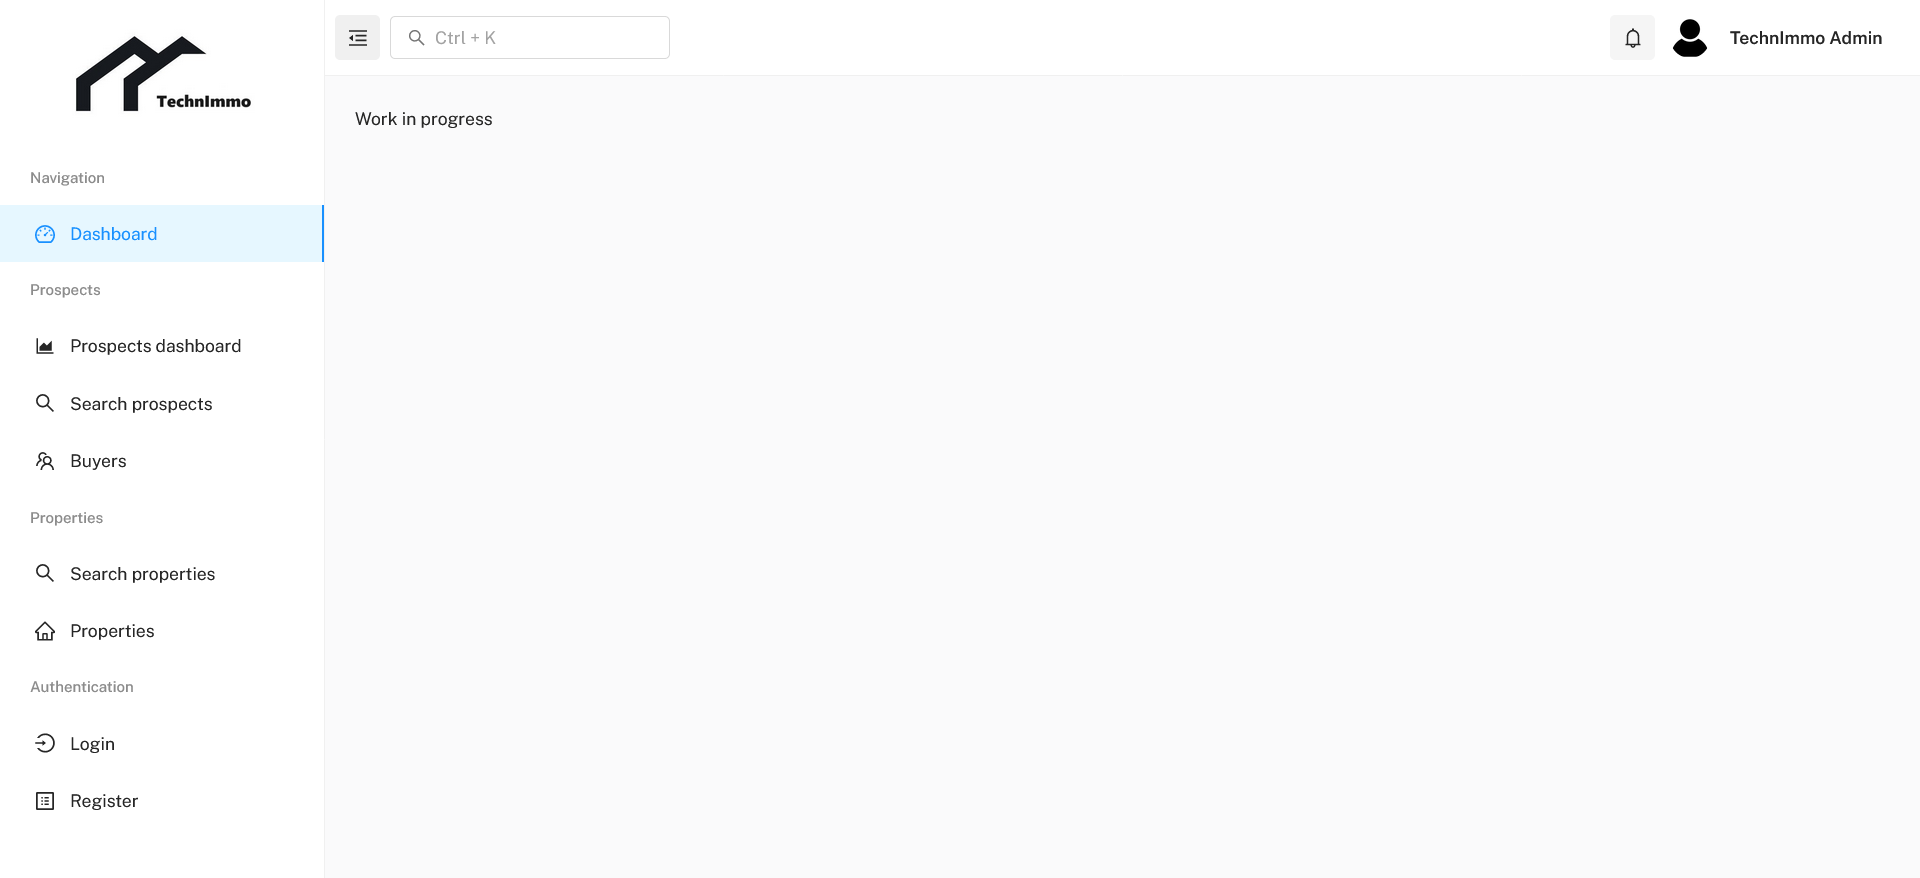 TechnImmo
Navigation
Dashboard
Prospects
Prospects dashboard
Search prospects
Buyers
Properties
Search properties
Properties
Authentication
Login
Register
Ctrl + K
TechnImmo Admin
Work in progress